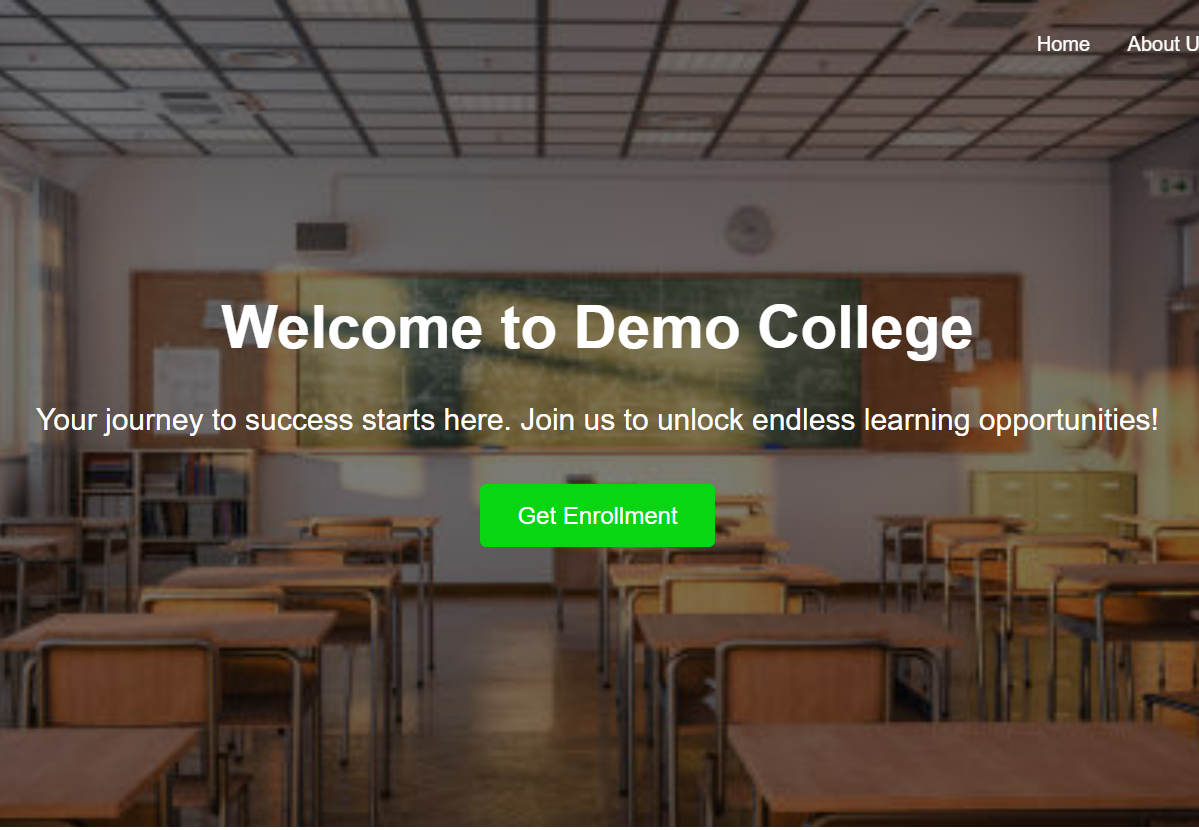 Home About U
Welcome to Demo College
Your journey to success starts here. Join us to unlock endless learning opportunities!
Get Enrollment